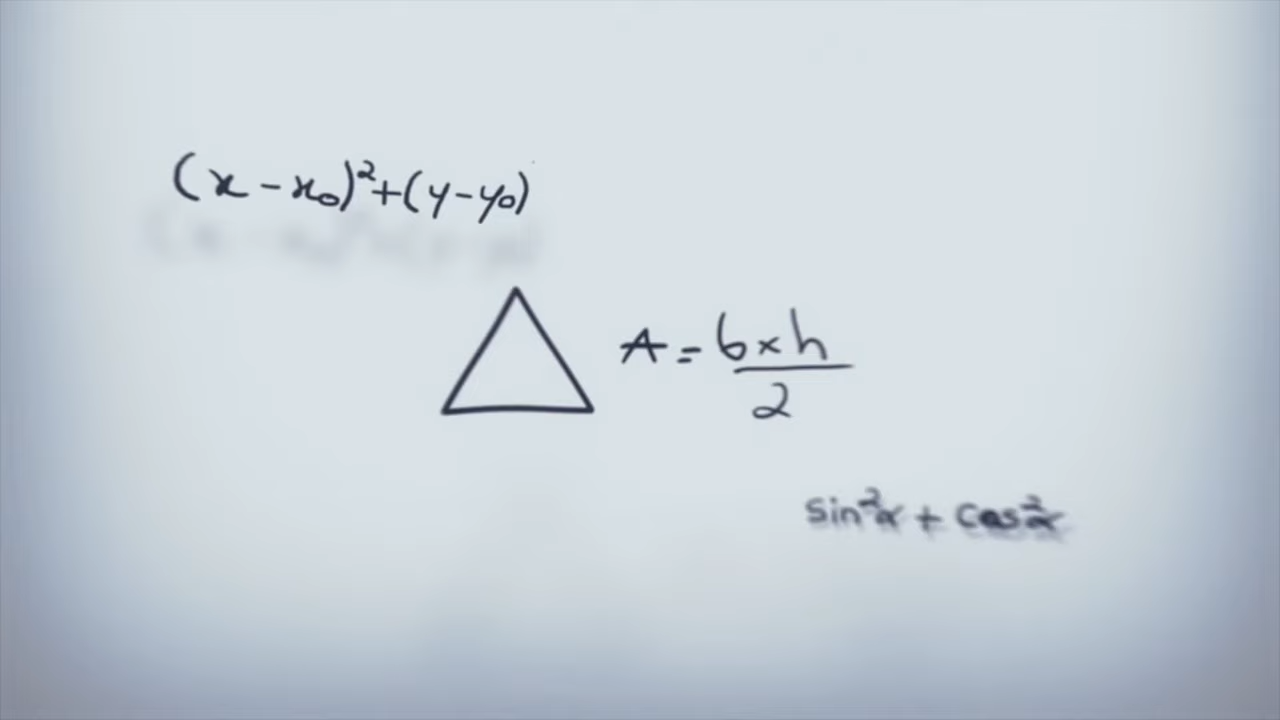 (x - x₀)² + (y - y₀)
A = b × h / 2
sin²α + cos²α